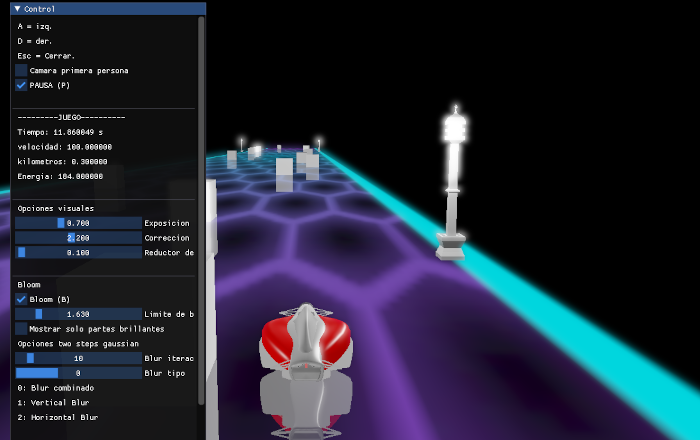 Control
A = izq.
D = der.
Esc = Cerrar.
Camara primera persona
PAUSA (P)
---------JUEGO----------
Tiempo: 11.860849 s
velocidad: 100.000000
kilometros: 0.300000
Energia: 104.000000
Opciones visuales
0.700 Exposicion
2.200 Correccion
0.100 Reductor de
Bloom
Bloom (B)
1.630 Limite de b
Mostrar solo partes brillantes
Opciones two steps gaussian
18 Blur iterac
0 Blur tipo
0: Blur combinado
1: Vertical Blur
2: Horizontal Blur